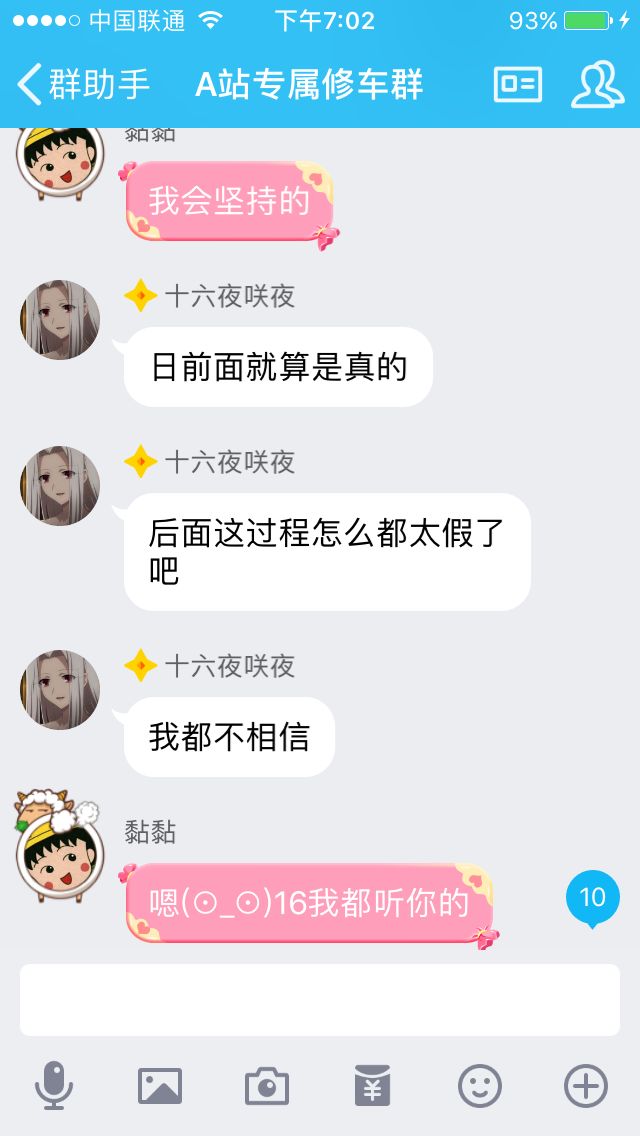 中国联通
下午7:02
93%
群助手
A站专属修车群
黏黏
我会坚持的
十六夜咲夜
日前面就算是真的
十六夜咲夜
后面这过程怎么都太假了
吧
十六夜咲夜
我都不相信
黏黏
嗯(⊙_⊙)16我都听你的
10
¥